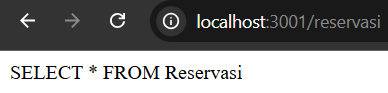 localhost:3001/reservasi
SELECT * FROM Reservasi